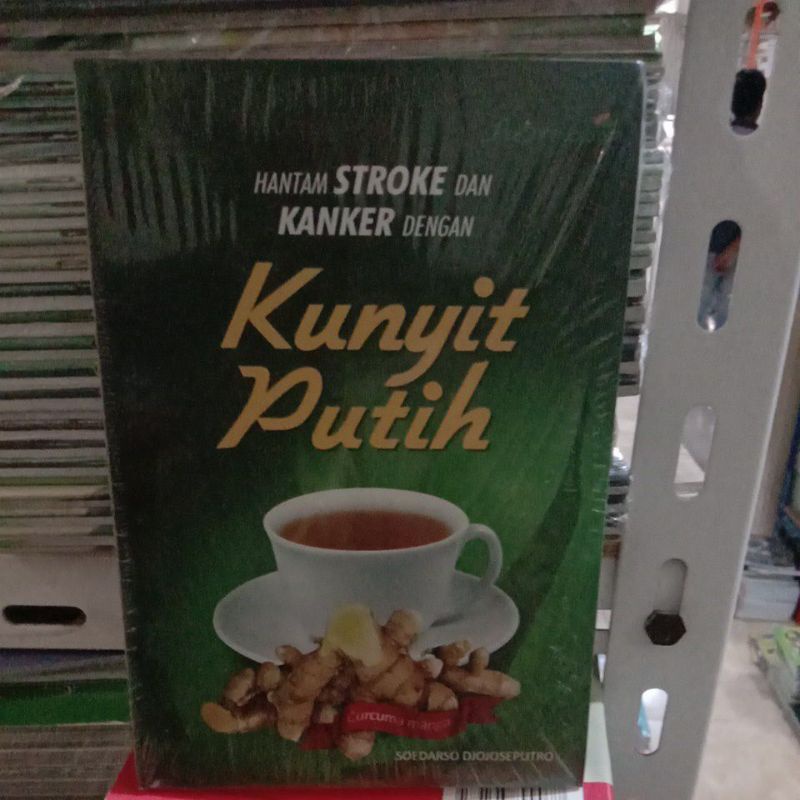 HANTAM STROKE DAN
KANKER DENGAN
Kunyit
Putih
Curcuma mangga
SOEDARSO DJOJOSEPUTRO